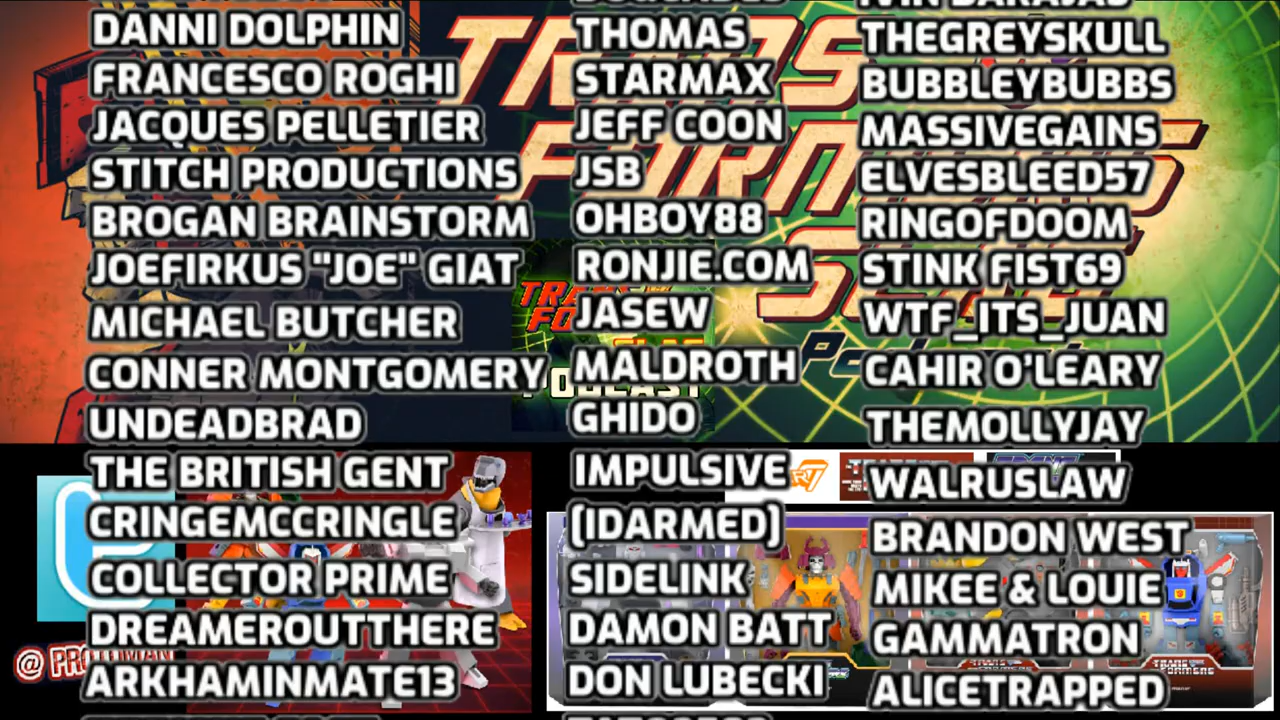 DANNI DOLPHIN
FRANCESCO ROGHI
JACQUES PELLETIER
STITCH PRODUCTIONS
BROGAN BRAINSTORM
JOEFIRKUS "JOE" GIAT
MICHAEL BUTCHER
CONNER MONTGOMERY
UNDEADBRAD
THE BRITISH GENT
CRINGEMCCRINGLE
COLLECTOR PRIME
DREAMEROUTTHERE
ARKHAMINMATE13
THOMAS
STARMAX
JEFF COON
JSB
OHBOY88
RONJIE.COM
JASEW
MALDROTH
GHIDO
IMPULSIVE
(IDARMED)
SIDELINK
DAMON BATT
DON LUBECKI
IVIN BARAJAS
THEGREYSKULL
BUBBLEYBUBBS
MASSIVEGAINS
ELVESBLEED57
RINGOFDOOM
STINK FIST69
WTF_ITS_JUAN
CAHIR O'LEARY
THEMOLLYJAY
WALRUSLAW
BRANDON WEST
MIKEE & LOUIE
GAMMATRON
ALICETRAPPED
PODCAST